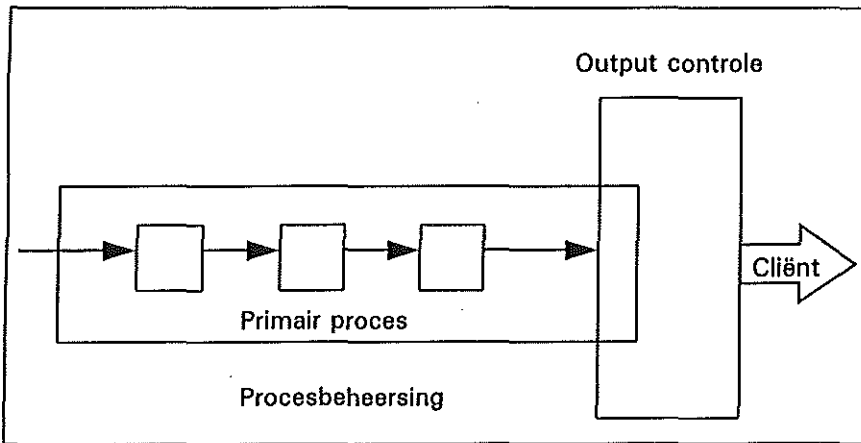 Output controle
Cliënt
Primair proces
Procesbeheersing